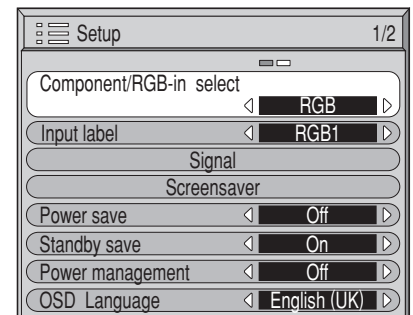 Setup 1/2
Component/RGB-in select
RGB
Input label RGB1
Signal
Screensaver
Power save Off
Standby save On
Power management Off
OSD Language English (UK)